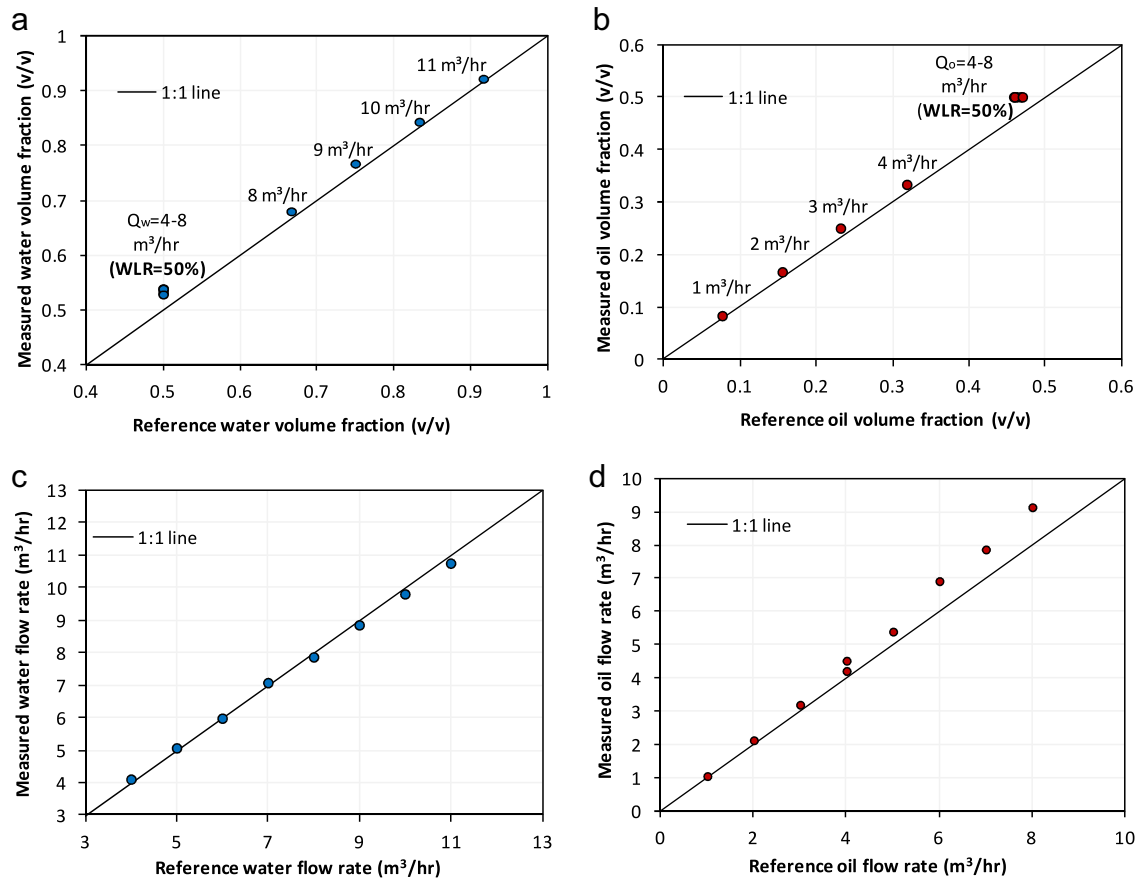 a
Measured water volume fraction (v/v)
1
0.9
0.8
0.7
0.6
0.5
0.4
1:1 line
11 m³/hr
10 m³/hr
9 m³/hr
8 m³/hr
Qw=4-8
m³/hr
(WLR=50%)
0.4 0.5 0.6 0.7 0.8 0.9 1
Reference water volume fraction (v/v)
b
Measured oil volume fraction (v/v)
0.6
0.5
0.4
0.3
0.2
0.1
0
1:1 line
Qo=4-8
m³/hr
(WLR=50%)
4 m³/hr
3 m³/hr
2 m³/hr
1 m³/hr
0 0.1 0.2 0.3 0.4 0.5 0.6
Reference oil volume fraction (v/v)
c
Measured water flow rate (m³/hr)
13
12
11
10
9
8
7
6
5
4
3
1:1 line
3 5 7 9 11 13
Reference water flow rate (m³/hr)
d
Measured oil flow rate (m³/hr)
10
9
8
7
6
5
4
3
2
1
0
1:1 line
0 2 4 6 8 10
Reference oil flow rate (m³/hr)